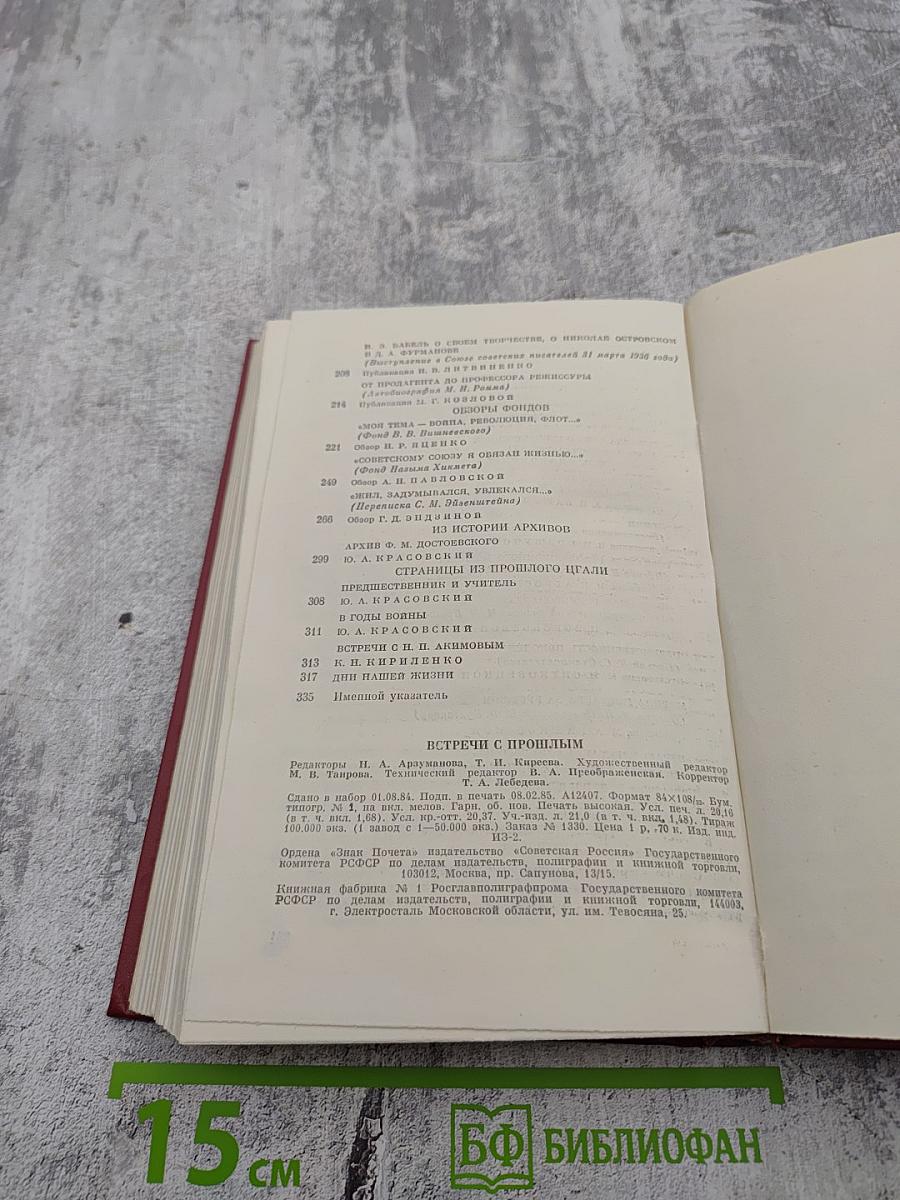 И. Э. БАБЕЛЬ О СВОЕМ ТВОРЧЕСТВЕ, О НИКОЛАЕ ОСТРОВСКОМ
И Д. А. ФУРМАНОВЕ
(Выступление в Союзе советских писателей 31 марта 1936 года)
208 Публикация И. В. ЛИТВИНЕНКО
ОТ ПРОДАГЕНТА ДО ПРОФЕССОРА РЕЖИССУРЫ
(Автобиография М. И. Ромма)
214 Публикация М. Г. КОЗЛОВОЙ
ОБЗОРЫ ФОНДОВ
«МОЯ ТЕМА — ВОЙНА, РЕВОЛЮЦИЯ, ФЛОТ...»
(Фонд В. В. Вишневского)
221 Обзор И. Р. ЯЦЕНКО
«СОВЕТСКОМУ СОЮЗУ Я ОБЯЗАН ЖИЗНЬЮ...»
(Фонд Назыма Хикмета)
249 Обзор А. Н. ПАВЛОВСКОЙ
«ЖИЛ, ЗАДУМЫВАЛСЯ, УВЛЕКАЛСЯ...»
(Переписка С. М. Эйзенштейна)
266 Обзор Г. Д. ЭНДЗИНОЙ
ИЗ ИСТОРИИ АРХИВОВ
АРХИВ Ф. М. ДОСТОЕВСКОГО
299 Ю. А. КРАСОВСКИЙ
СТРАНИЦЫ ИЗ ПРОШЛОГО ЦГАЛИ
ПРЕДШЕСТВЕННИК И УЧИТЕЛЬ
308 Ю. А. КРАСОВСКИЙ
В ГОДЫ ВОЙНЫ
311 Ю. А. КРАСОВСКИЙ
ВСТРЕЧИ С Н. П. АКИМОВЫМ
313 К. Н. КИРИЛЕНКО
317 ДНИ НАШЕЙ ЖИЗНИ
335 Именной указатель
ВСТРЕЧИ С ПРОШЛЫМ
Редакторы Н. А. Арзуманова, Т. И. Киреева. Художественный редактор
М. В. Таирова. Технический редактор В. А. Преображенская. Корректор
Т. А. Лебедева.
Сдано в набор 01.08.84. Подп. в печать 08.02.85. А12407. Формат 84×108/32. Бум.
типогр. № 1, на вкл. мелов. Гарн. об. нов. Печать высокая. Усл. печ. л. 20,16
(в т. ч. вкл. 1,68). Усл. кр.-отт. 20,37. Уч.-изд. л. 21,0 (в т. ч. вкл. 1,48). Тираж
100.000 экз. (1 завод с 1—50.000 экз.) Заказ № 1330. Цена 1 р. 70 к. Изд. инд.
ИЗ-2.
Ордена «Знак Почета» издательство «Советская Россия» Государственного
комитета РСФСР по делам издательств, полиграфии и книжной торговли,
103012, Москва, пр. Сапунова, 13/15.
Книжная фабрика № 1 Росглавполиграфпрома Государственного комитета
РСФСР по делам издательств, полиграфии и книжной торговли, 144003,
г. Электросталь Московской области, ул. им. Тевосяна, 25.
15 см
БФ БИБЛИОФАН